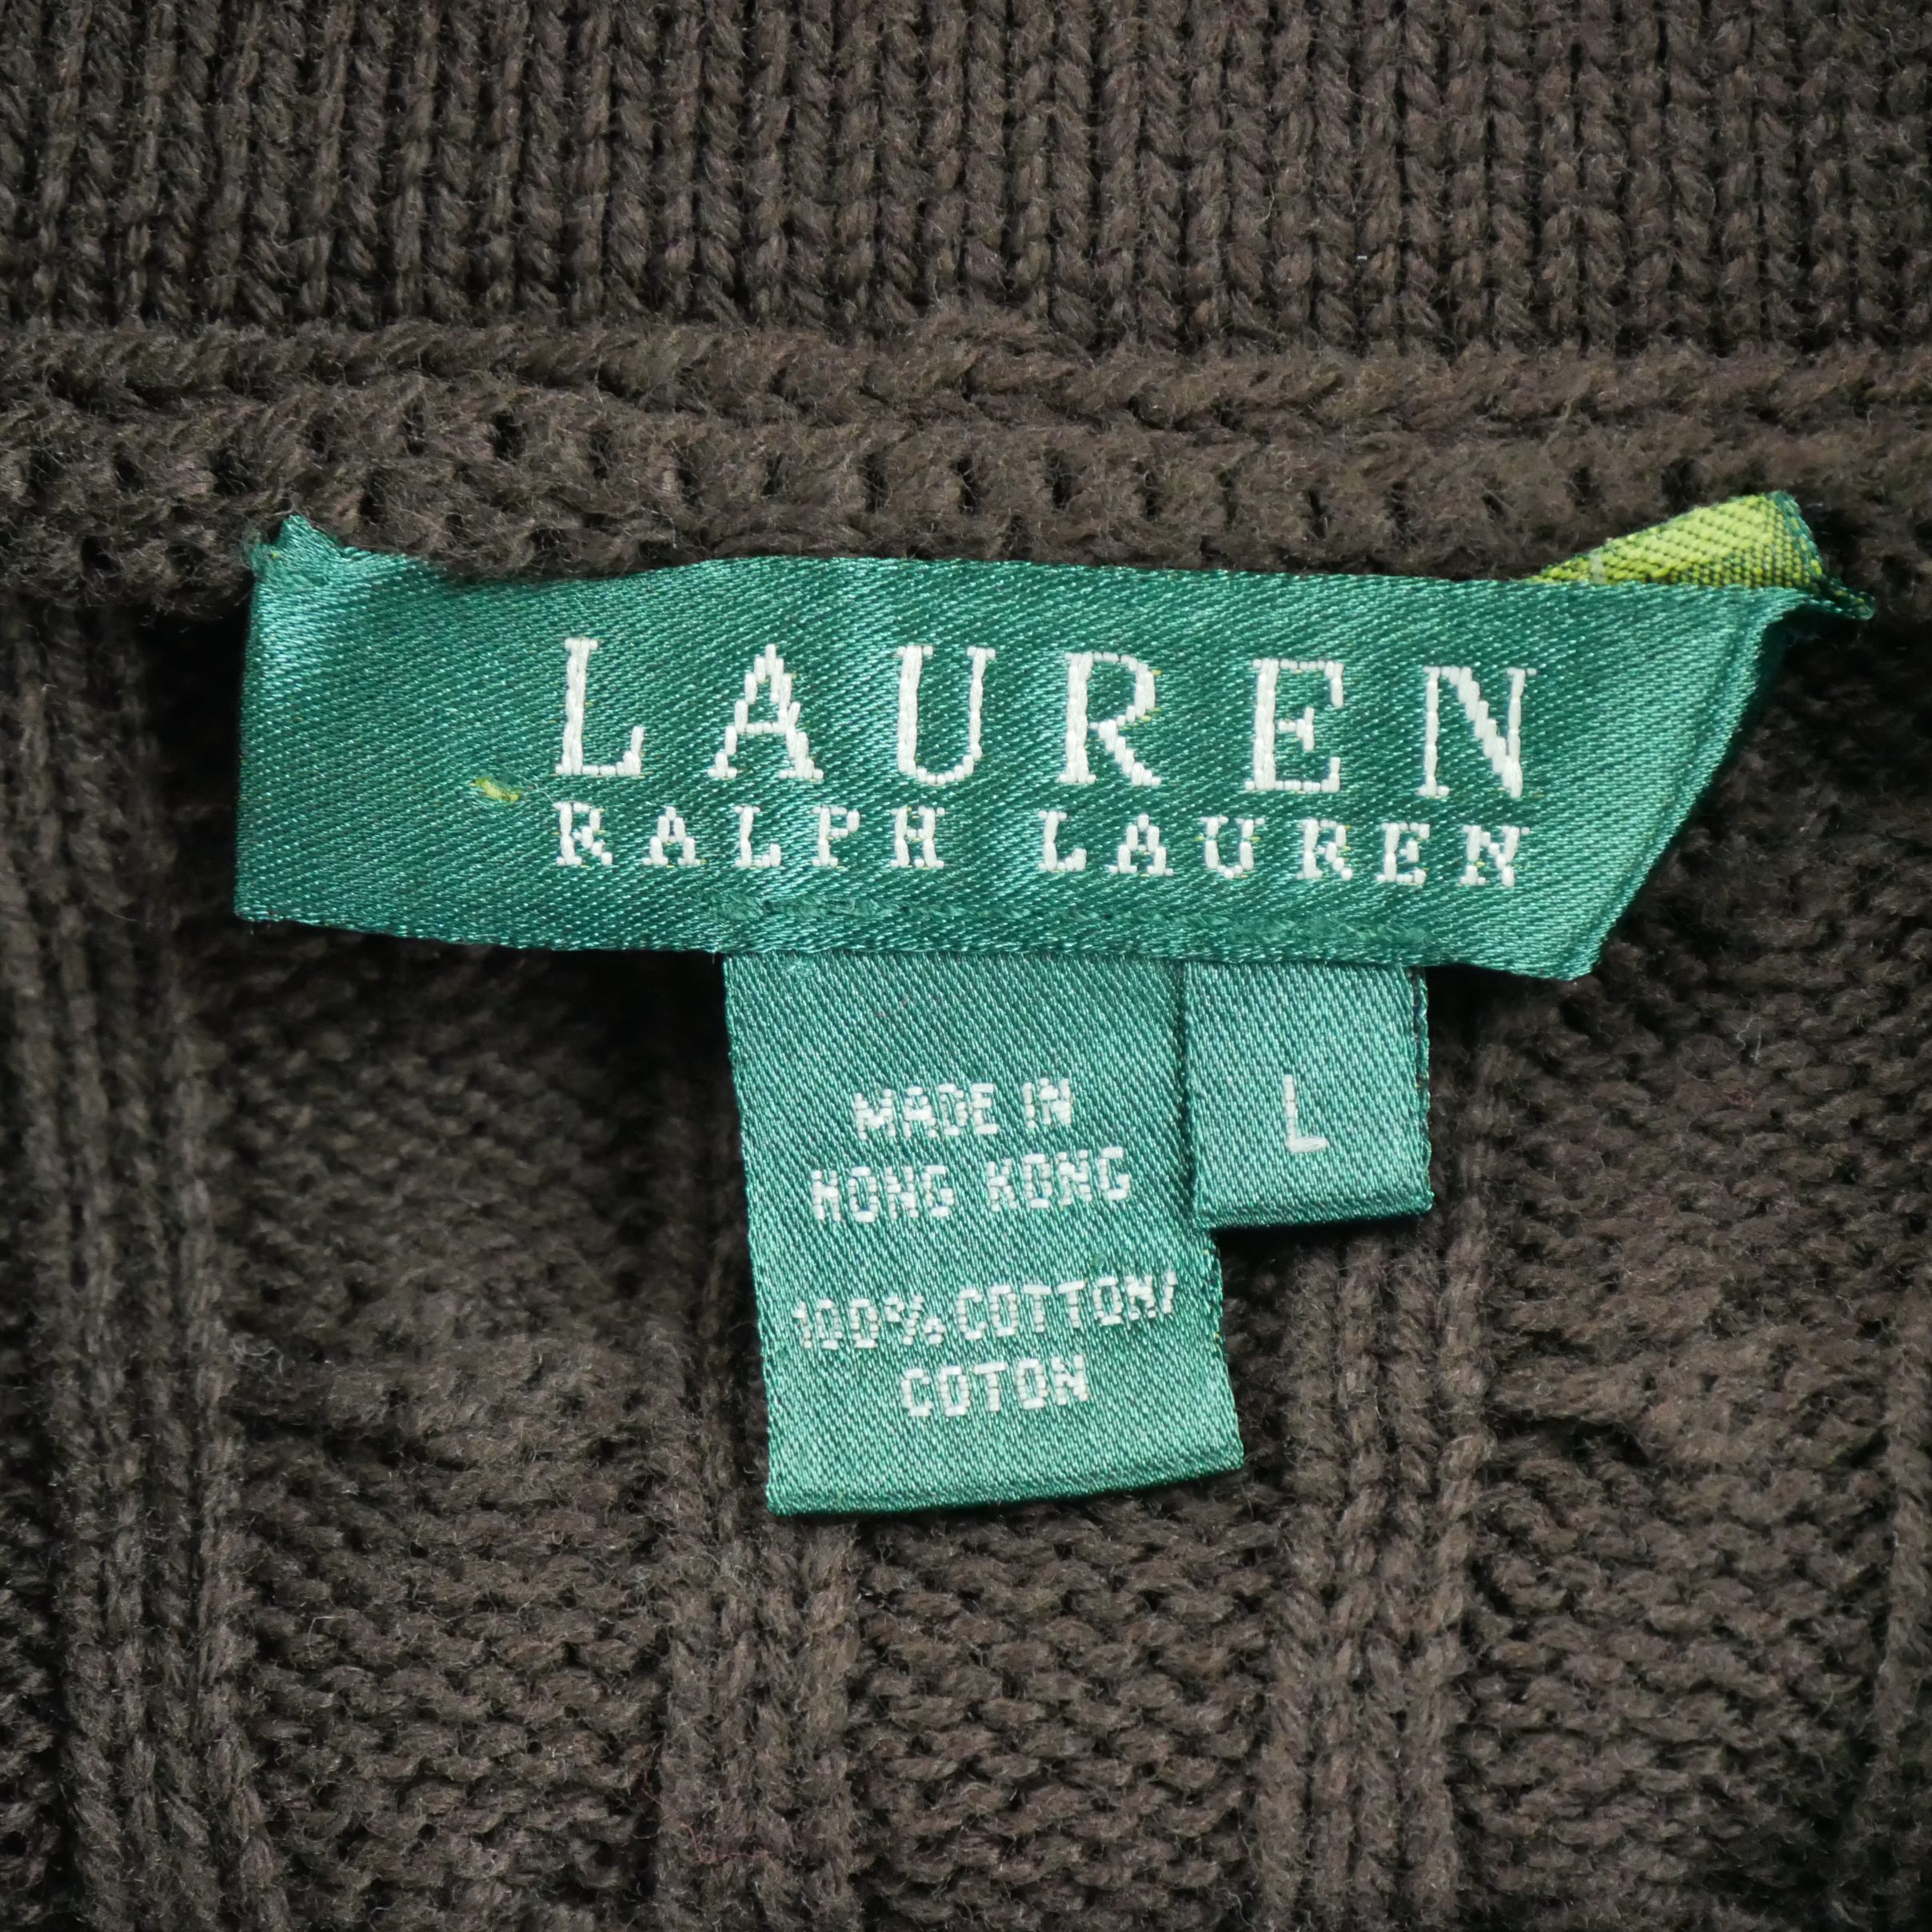 LAUREN
RALPH LAUREN
MADE IN
HONG KONG
100% COTTON/
COTON
L